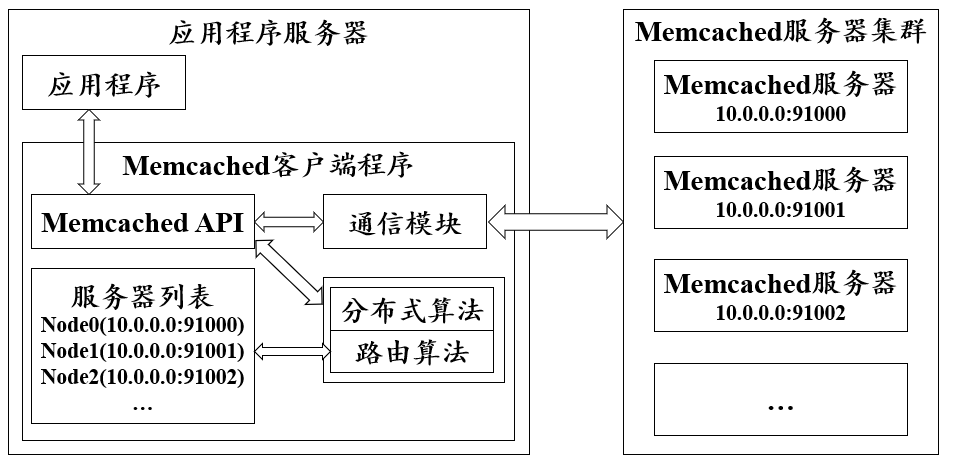 应用程序服务器
应用程序
Memcached客户端程序
Memcached API
通信模块
服务器列表
Node0(10.0.0.0:91000)
Node1(10.0.0.0:91001)
Node2(10.0.0.0:91002)
...
分布式算法
路由算法
Memcached服务器集群
Memcached服务器
10.0.0.0:91000
Memcached服务器
10.0.0.0:91001
Memcached服务器
10.0.0.0:91002
...